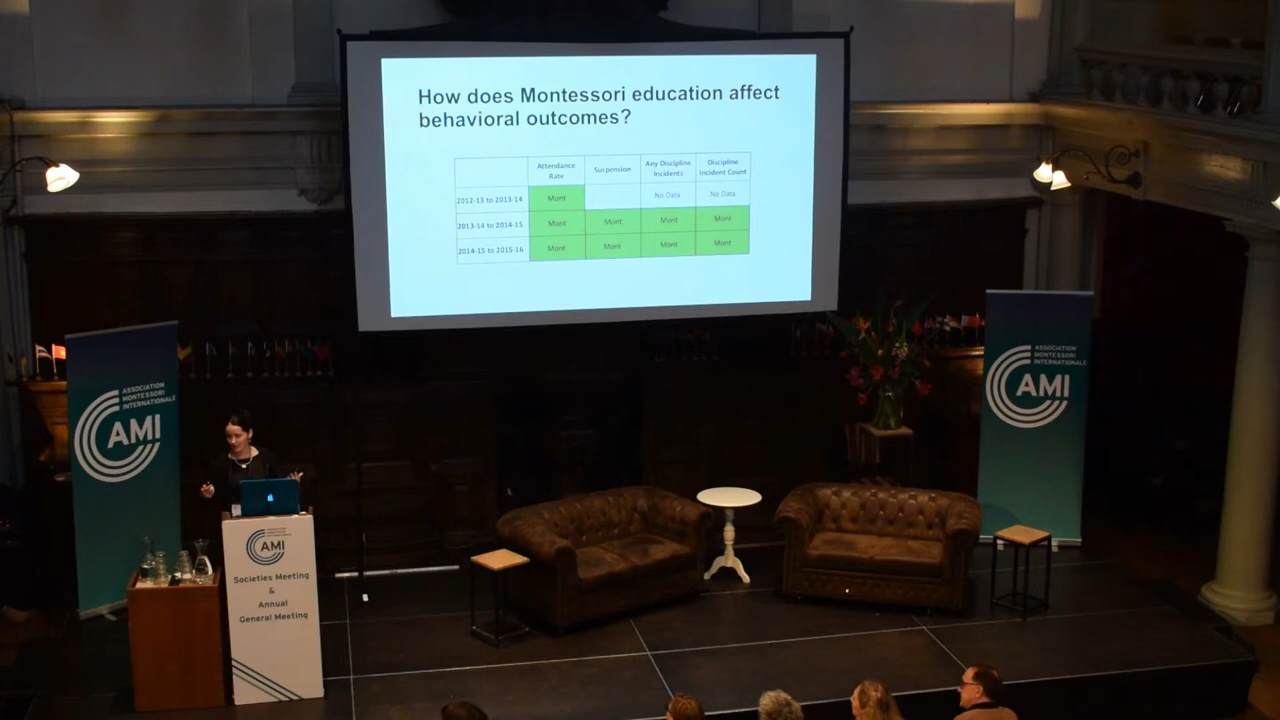 How does Montessori education affect
behavioral outcomes?
Attendance Rate Suspension Any Discipline Incidents Discipline Incident Count
2012-13 to 2013-14 Mont No Data No Data
2013-14 to 2014-15 Mont Mont Mont Mont
2014-15 to 2015-16 Mont Mont Mont Mont
ASSOCIATION
MONTESSORI
INTERNATIONALE
AMI
ASSOCIATION
MONTESSORI
INTERNATIONALE
AMI
AMI
Societies Meeting
&
Annual
General Meeting